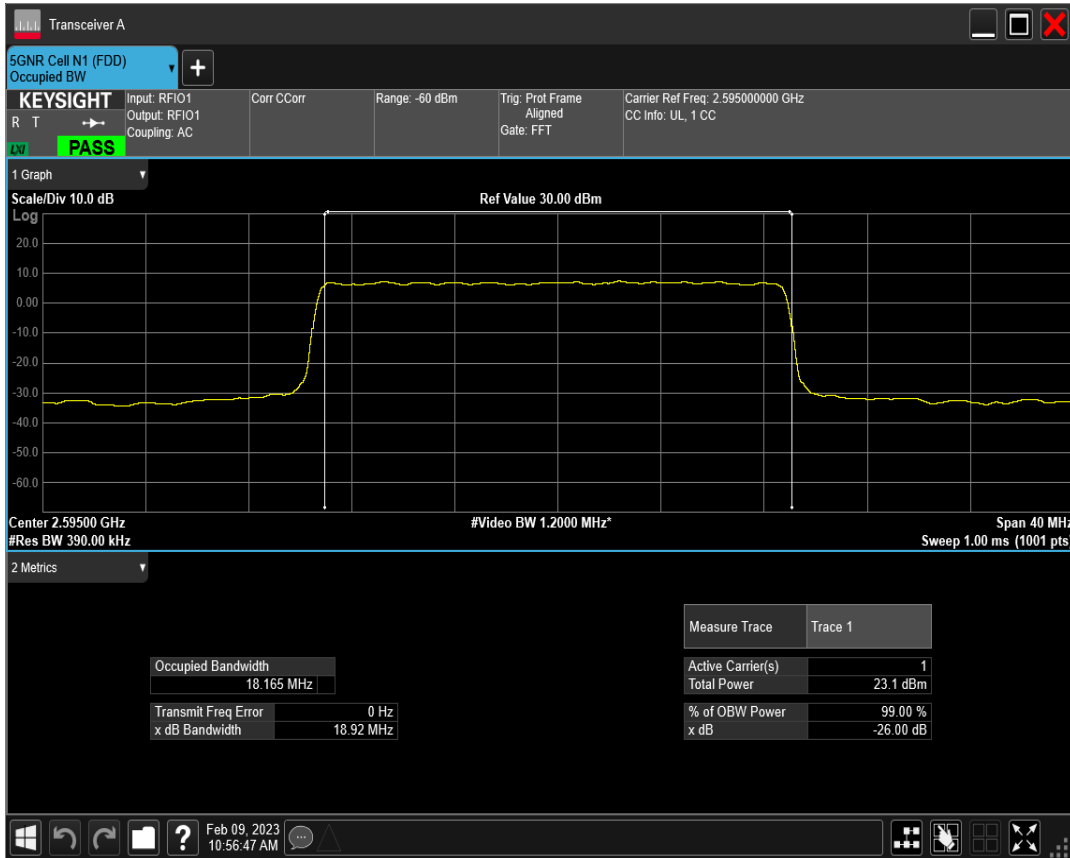 Transceiver A
5GNR Cell N1 (FDD)
Occupied BW
+
KEYSIGHT
R T
LXI
PASS
Input: RFIO1
Output: RFIO1
Coupling: AC
Corr CCorr
Range: -60 dBm
Trig: Prot Frame
Aligned
Gate: FFT
Carrier Ref Freq: 2.595000000 GHz
CC Info: UL, 1 CC
1 Graph
Scale/Div 10.0 dB
Ref Value 30.00 dBm
Log
20.0
10.0
0.00
-10.0
-20.0
-30.0
-40.0
-50.0
-60.0
Center 2.59500 GHz
#Video BW 1.2000 MHz*
Span 40 MHz
#Res BW 390.00 kHz
Sweep 1.00 ms (1001 pts)
2 Metrics
Measure Trace Trace 1
Occupied Bandwidth
18.165 MHz
Active Carrier(s) 1
Total Power 23.1 dBm
Transmit Freq Error 0 Hz
x dB Bandwidth 18.92 MHz
% of OBW Power 99.00 %
x dB -26.00 dB
?
Feb 09, 2023
10:56:47 AM